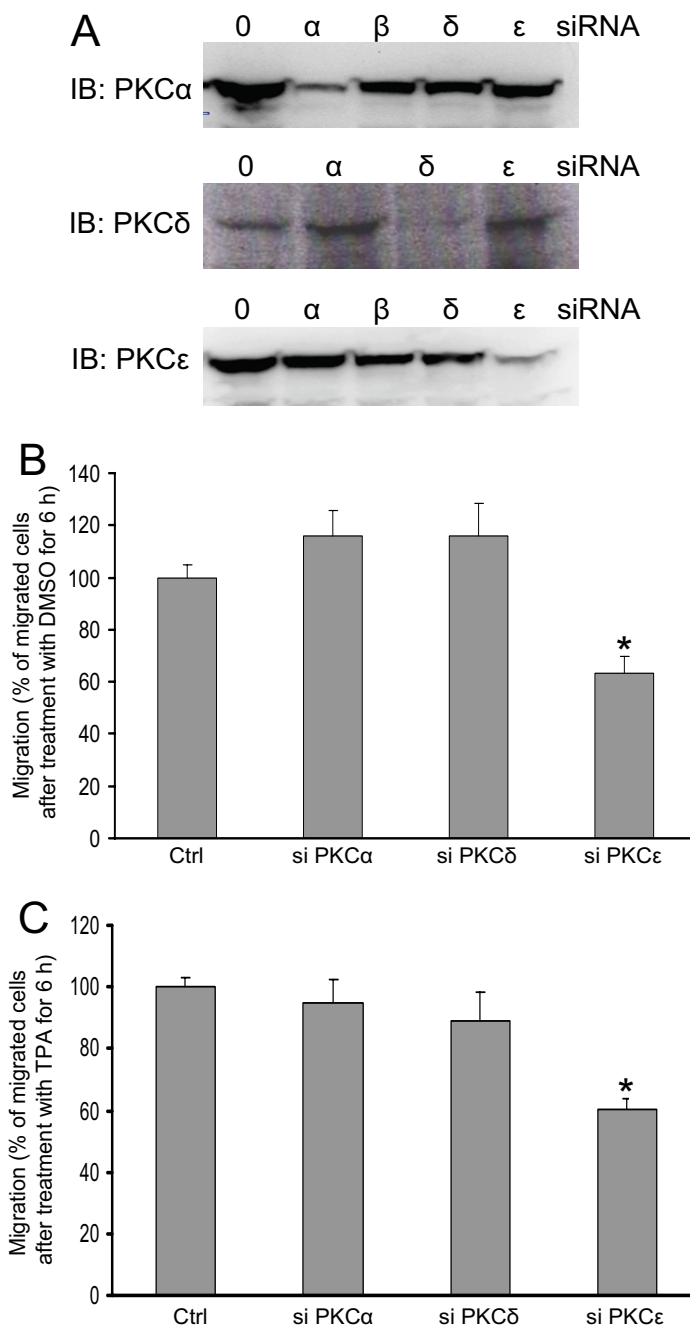 A
0 α β δ ε siRNA
IB: PKCα
0 α δ ε siRNA
IB: PKCδ
0 α β δ ε siRNA
IB: PKCε
B
Migration (% of migrated cells
after treatment with DMSO for 6 h)
140
120
100
80
60
40
20
0
*
Ctrl si PKCα si PKCδ si PKCε
C
Migration (% of migrated cells
after treatment with TPA for 6 h)
120
100
80
60
40
20
0
*
Ctrl si PKCα si PKCδ si PKCε